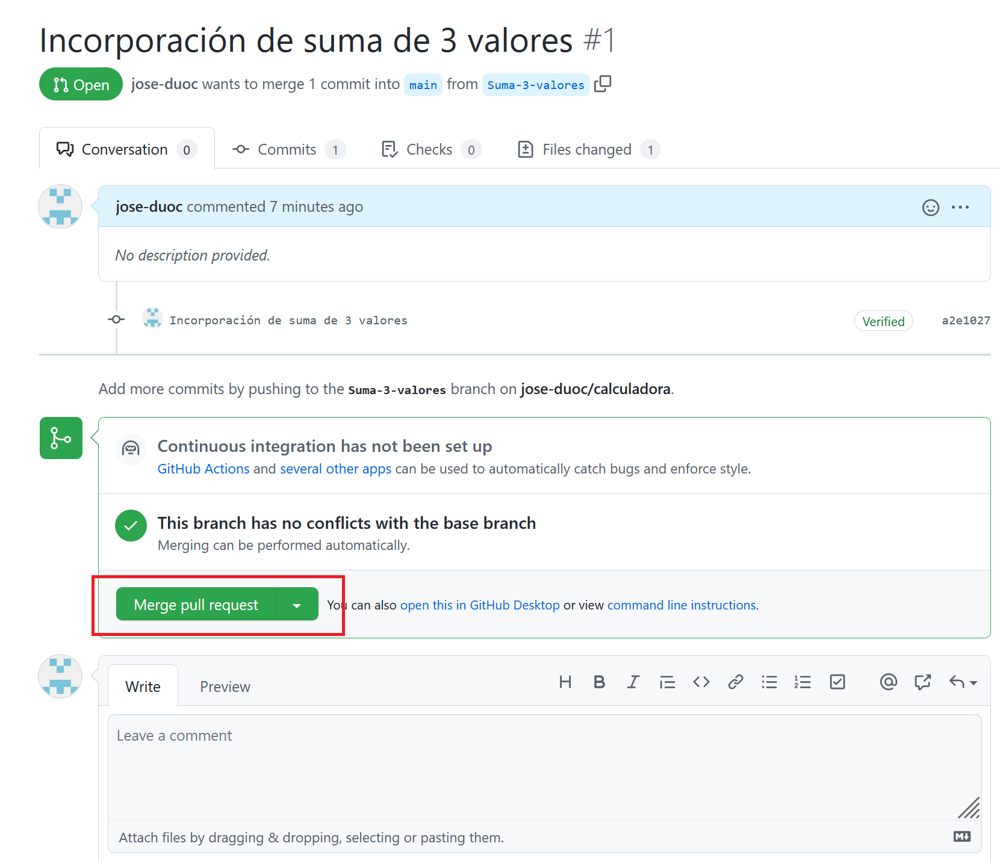 Incorporación de suma de 3 valores #1
Open jose-duoc wants to merge 1 commit into main from Suma-3-valores
Conversation 0 Commits 1 Checks 0 Files changed 1
jose-duoc commented 7 minutes ago
No description provided.
Incorporación de suma de 3 valores Verified a2e1027
Add more commits by pushing to the Suma-3-valores branch on jose-duoc/calculadora.
Continuous integration has not been set up
GitHub Actions and several other apps can be used to automatically catch bugs and enforce style.
This branch has no conflicts with the base branch
Merging can be performed automatically.
Merge pull request You can also open this in GitHub Desktop or view command line instructions.
Write Preview
Leave a comment
Attach files by dragging & dropping, selecting or pasting them.